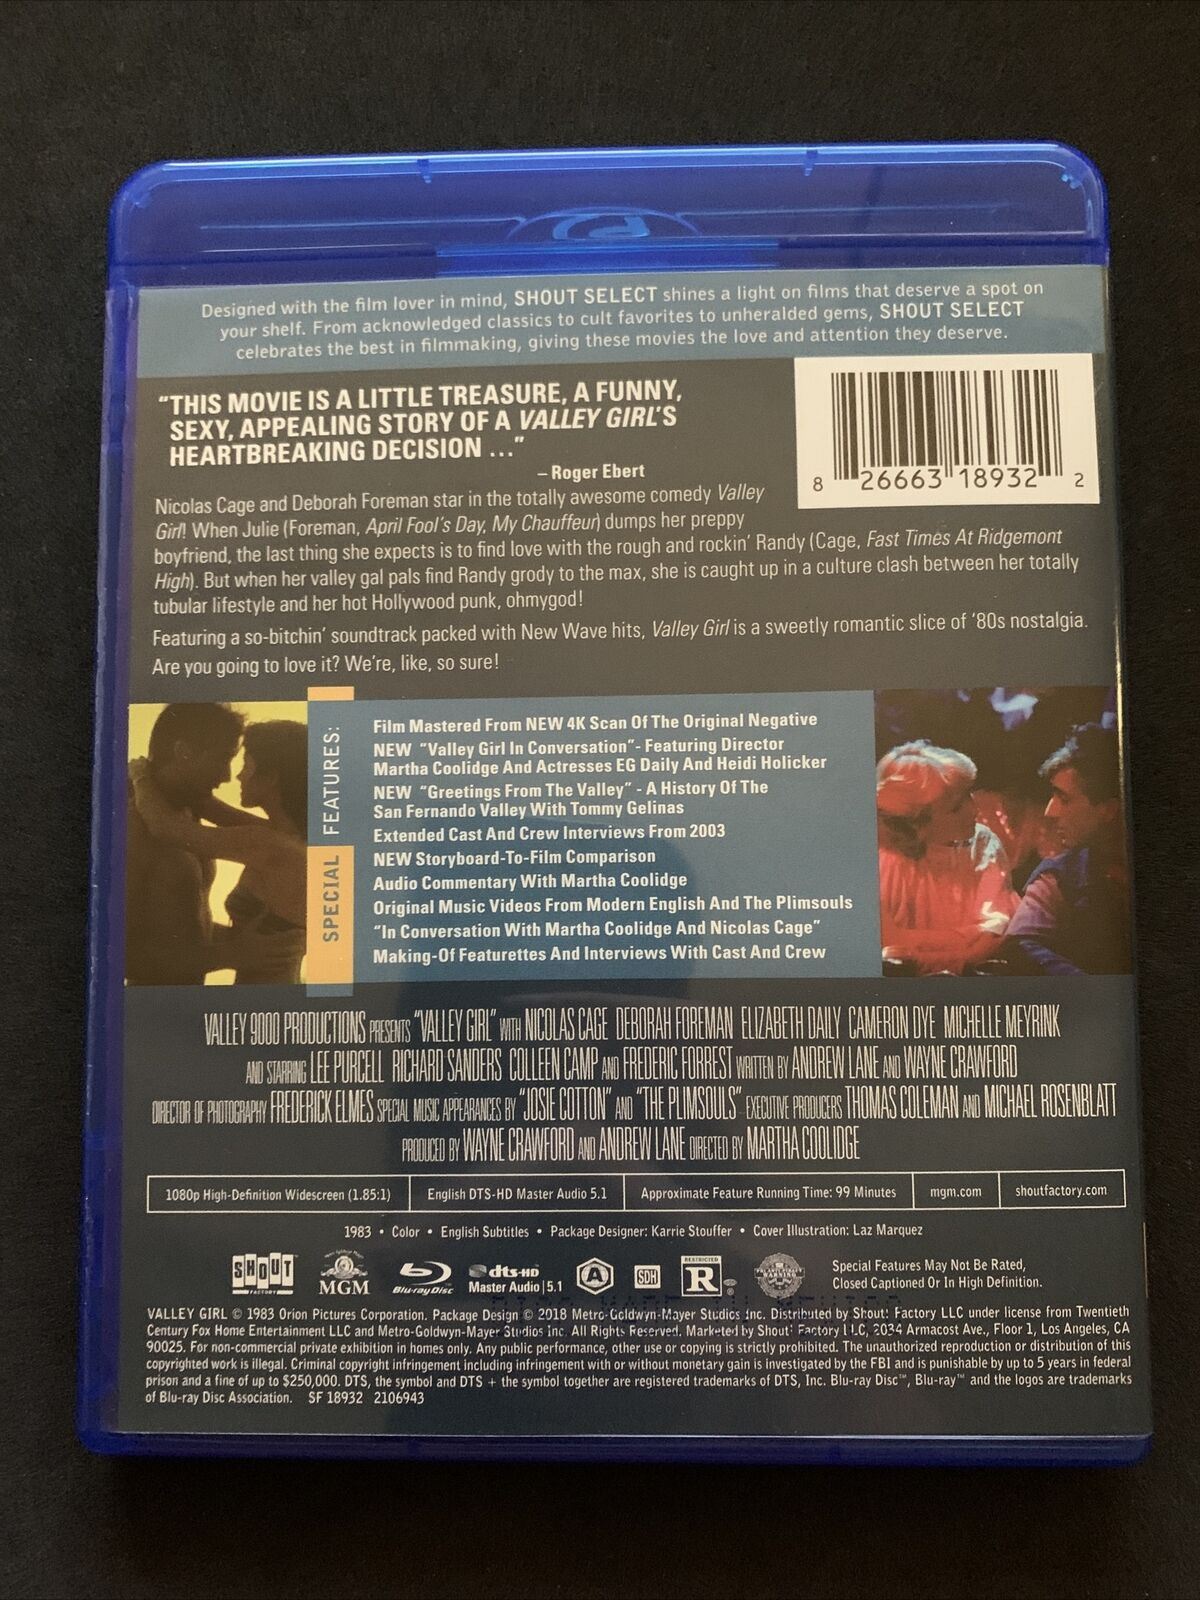 Designed with the film lover in mind, SHOUT SELECT shines a light on films that deserve a spot on
your shelf. From acknowledged classics to cult favorites to unheralded gems, SHOUT SELECT
celebrates the best in filmmaking, giving these movies the love and attention they deserve.
“THIS MOVIE IS A LITTLE TREASURE, A FUNNY,
SEXY, APPEALING STORY OF A VALLEY GIRL’S
HEARTBREAKING DECISION ...”
– Roger Ebert
8 26663 18932 2
Nicolas Cage and Deborah Foreman star in the totally awesome comedy Valley
Girl! When Julie (Foreman, April Fool’s Day, My Chauffeur) dumps her preppy
boyfriend, the last thing she expects is to find love with the rough and rockin’ Randy (Cage, Fast Times At Ridgemont
High). But when her valley gal pals find Randy grody to the max, she is caught up in a culture clash between her totally
tubular lifestyle and her hot Hollywood punk, ohmygod!
Featuring a so-bitchin’ soundtrack packed with New Wave hits, Valley Girl is a sweetly romantic slice of ’80s nostalgia.
Are you going to love it? We’re, like, so sure!
SPECIAL FEATURES:
Film Mastered From NEW 4K Scan Of The Original Negative
NEW “Valley Girl In Conversation”- Featuring Director
Martha Coolidge And Actresses EG Daily And Heidi Holicker
NEW “Greetings From The Valley” - A History Of The
San Fernando Valley With Tommy Gelinas
Extended Cast And Crew Interviews From 2003
NEW Storyboard-To-Film Comparison
Audio Commentary With Martha Coolidge
Original Music Videos From Modern English And The Plimsouls
“In Conversation With Martha Coolidge And Nicolas Cage”
Making-Of Featurettes And Interviews With Cast And Crew
VALLEY 9000 PRODUCTIONS PRESENTS “VALLEY GIRL” WITH NICOLAS CAGE DEBORAH FOREMAN ELIZABETH DAILY CAMERON DYE MICHELLE MEYRINK
AND STARRING LEE PURCELL RICHARD SANDERS COLLEEN CAMP AND FREDERIC FORREST WRITTEN BY ANDREW LANE AND WAYNE CRAWFORD
DIRECTOR OF PHOTOGRAPHY FREDERICK ELMES SPECIAL MUSIC APPEARANCES BY “JOSIE COTTON” AND “THE PLIMSOULS” EXECUTIVE PRODUCERS THOMAS COLEMAN AND MICHAEL ROSENBLATT
PRODUCED BY WAYNE CRAWFORD AND ANDREW LANE DIRECTED BY MARTHA COOLIDGE
1080p High-Definition Widescreen (1.85:1) English DTS-HD Master Audio 5.1 Approximate Feature Running Time: 99 Minutes mgm.com shoutfactory.com
1983 • Color • English Subtitles • Package Designer: Karrie Stouffer • Cover Illustration: Laz Marquez
SHOUT FACTORY MGM Blu-ray Disc dts-HD Master Audio | 5.1 A SDH RESTRICTED R WARNING
Special Features May Not Be Rated,
Closed Captioned Or In High Definition.
VALLEY GIRL © 1983 Orion Pictures Corporation. Package Design © 2018 Metro-Goldwyn-Mayer Studios Inc. Distributed by Shout! Factory LLC under license from Twentieth
Century Fox Home Entertainment LLC and Metro-Goldwyn-Mayer Studios Inc. All Rights Reserved. Marketed by Shout! Factory LLC, 2034 Armacost Ave., Floor 1, Los Angeles, CA
90025. For non-commercial private exhibition in homes only. Any public performance, other use or copying is strictly prohibited. The unauthorized reproduction or distribution of this
copyrighted work is illegal. Criminal copyright infringement including infringement with or without monetary gain is investigated by the FBI and is punishable by up to 5 years in federal
prison and a fine of up to $250,000. DTS, the symbol and DTS + the symbol together are registered trademarks of DTS, Inc. Blu-ray Disc™, Blu-ray™ and the logos are trademarks
of Blu-ray Disc Association. SF 18932 2106943